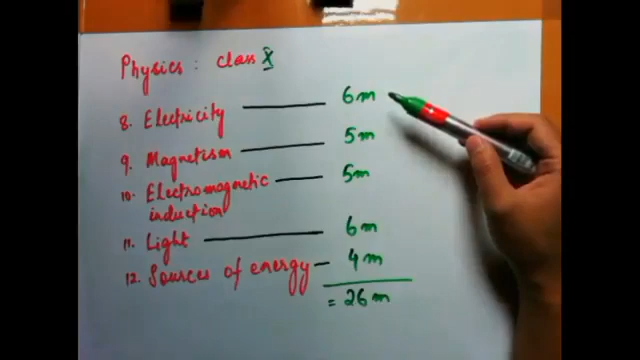 Physics : class X
8. Electricity — 6m
9. Magnetism — 5m
10. Electromagnetic — 5m
induction
11. Light — 6m
12. Sources of energy — 4m
= 26m